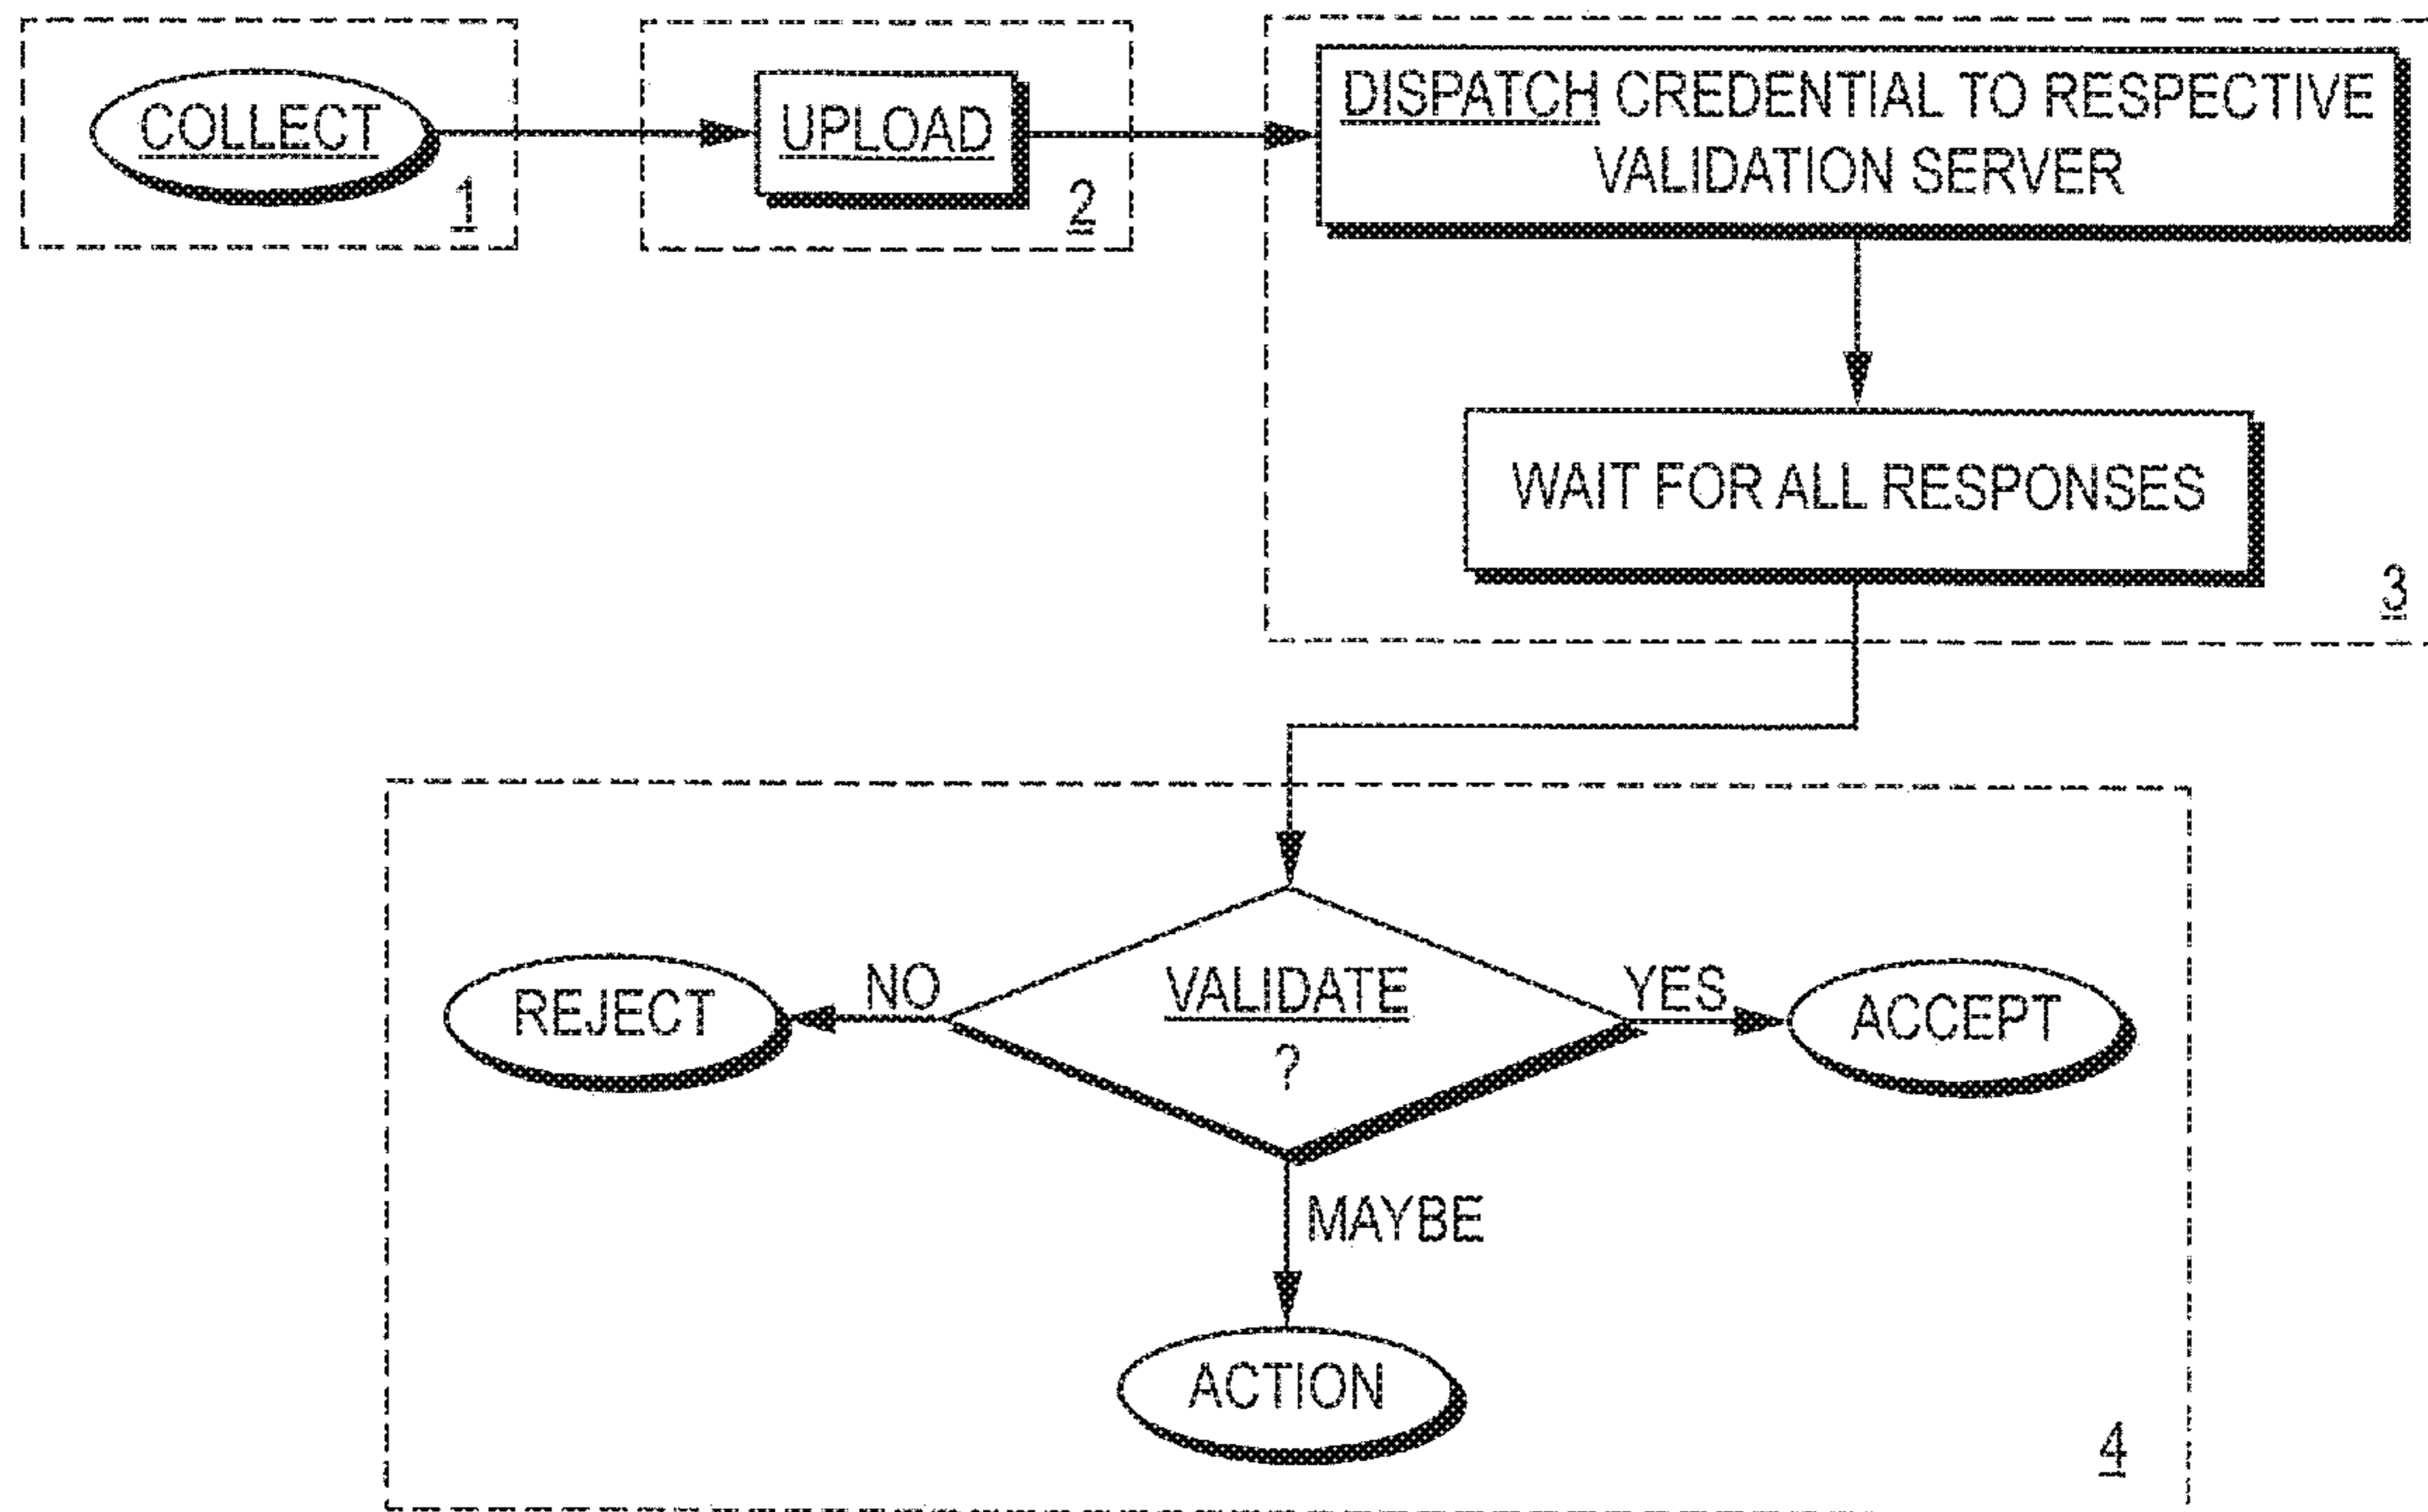 COLLECT
1
UPLOAD
2
DISPATCH CREDENTIAL TO RESPECTIVE
VALIDATION SERVER
WAIT FOR ALL RESPONSES
3
REJECT
NO
VALIDATE
?
YES
ACCEPT
MAYBE
ACTION
4